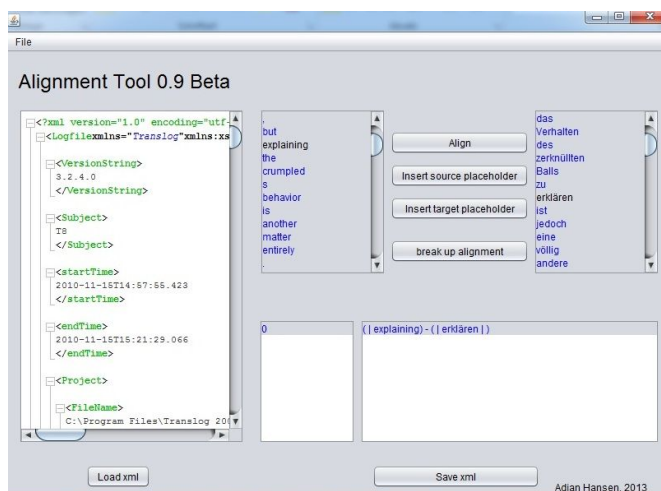 File
Alignment Tool 0.9 Beta
<?xml version="1.0" encoding="utf-
<Logfilexmlns="Translog"xmlns:xs
<VersionString>
3.2.4.0
</VersionString>
<Subject>
T8
</Subject>
<startTime>
2010-11-15T14:57:55.423
</startTime>
<endTime>
2010-11-15T15:21:29.066
</endTime>
<Project>
<FileName>
C:\Program Files\Translog 200
,
but
explaining
the
crumpled
s
behavior
is
another
matter
entirely
.
Align
Insert source placeholder
Insert target placeholder
break up alignment
das
Verhalten
des
zerknüllten
Balls
zu
erklären
ist
jedoch
eine
völlig
andere
0
( | explaining) - ( | erklären | )
Load xml
Save xml
Adjan Hansen, 2013